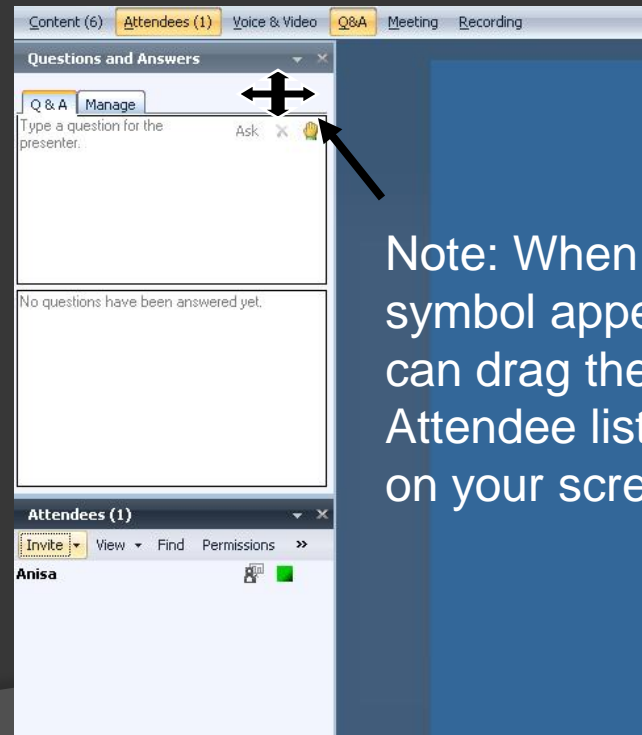 Content (6) Attendees (1) Voice & Video Q&A Meeting Recording
Questions and Answers
Q & A Manage
Type a question for the
presenter.
Ask
No questions have been answered yet.
Note: When
symbol appe
can drag the
Attendee list
on your scre
Attendees (1)
Invite View Find Permissions »
Anisa